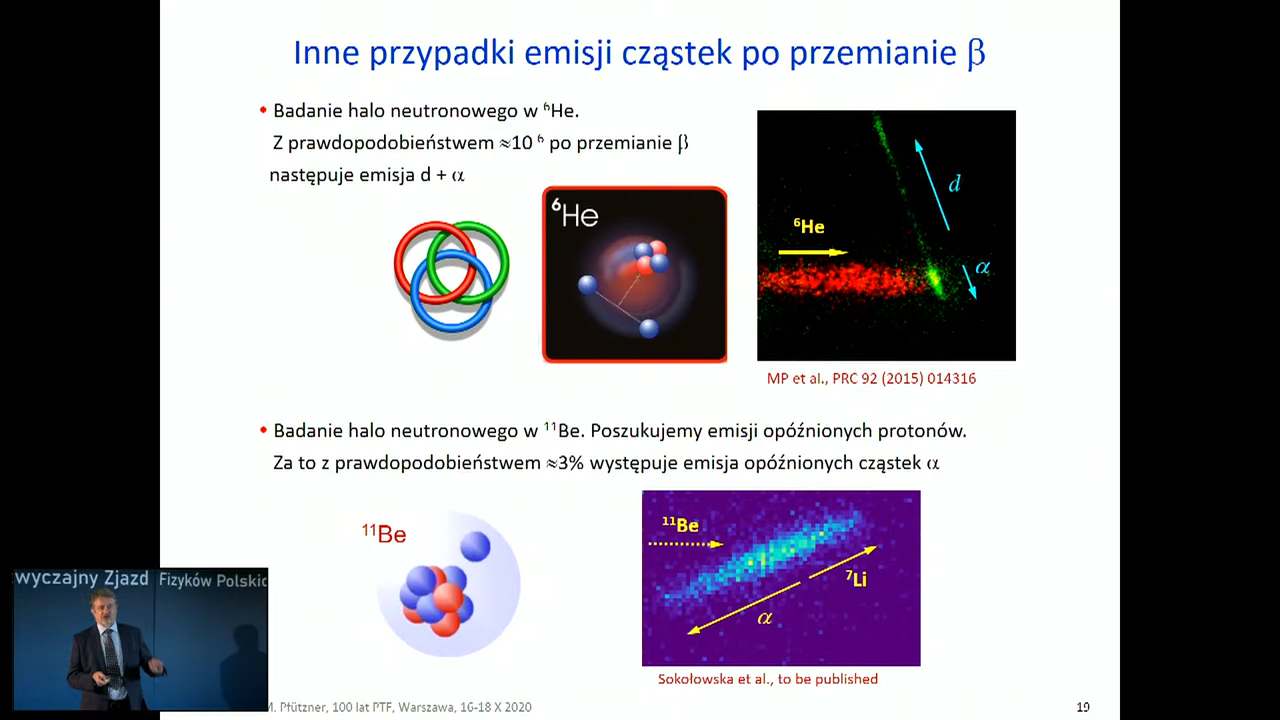 Inne przypadki emisji cząstek po przemianie β
• Badanie halo neutronowego w ⁶He.
Z prawdopodobieństwem ≈10 ⁶ po przemianie β
następuje emisja d + α
⁶He
⁶He
d
α
MP et al., PRC 92 (2015) 014316
• Badanie halo neutronowego w ¹¹Be. Poszukujemy emisji opóźnionych protonów.
Za to z prawdopodobieństwem ≈3% występuje emisja opóźnionych cząstek α
¹¹Be
¹¹Be
⁷Li
α
Sokołowska et al., to be published
wyczajny Zjazd Fizyków Polskic
M. Pfützner, 100 lat PTF, Warszawa, 16-18 X 2020
19